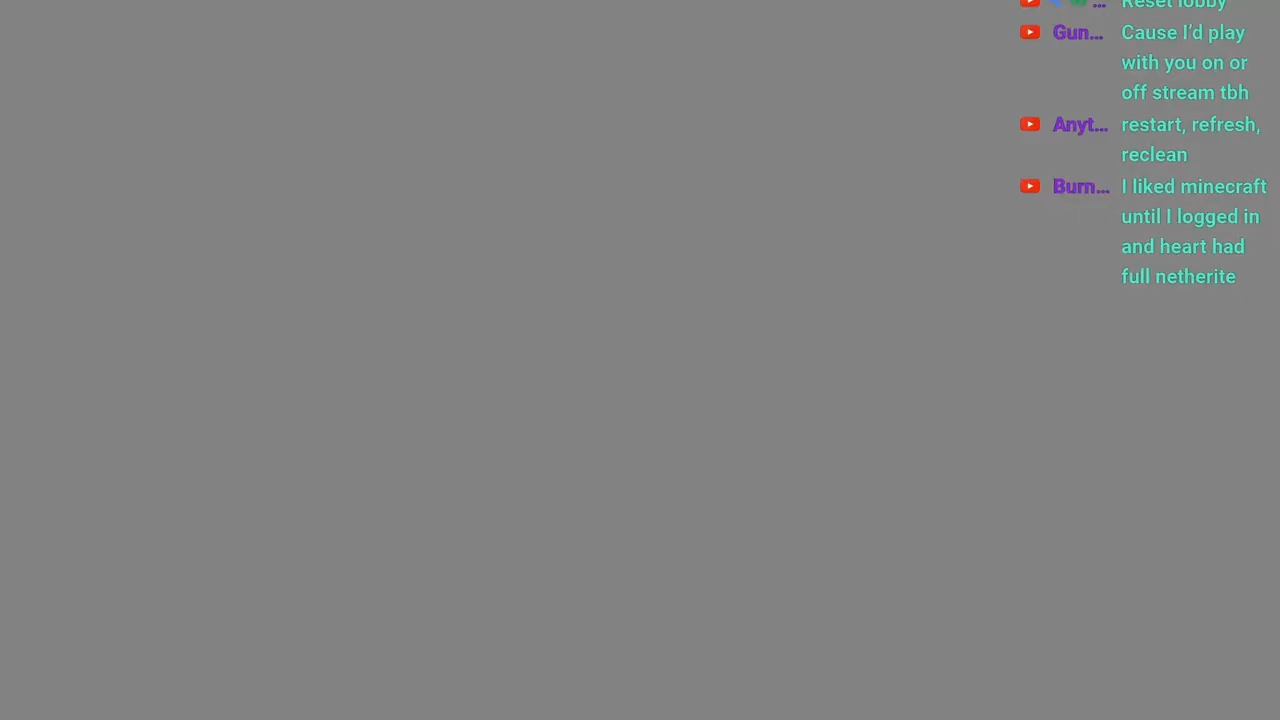 … Reset lobby
Gun… Cause I'd play
with you on or
off stream tbh
Anyt… restart, refresh,
reclean
Burn… I liked minecraft
until I logged in
and heart had
full netherite